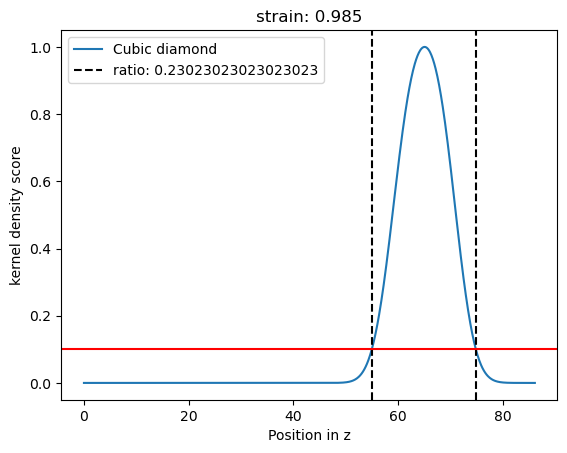 strain: 0.985
Cubic diamond
ratio: 0.23023023023023023
kernel density score
1.0
0.8
0.6
0.4
0.2
0.0
0 20 40 60 80
Position in z